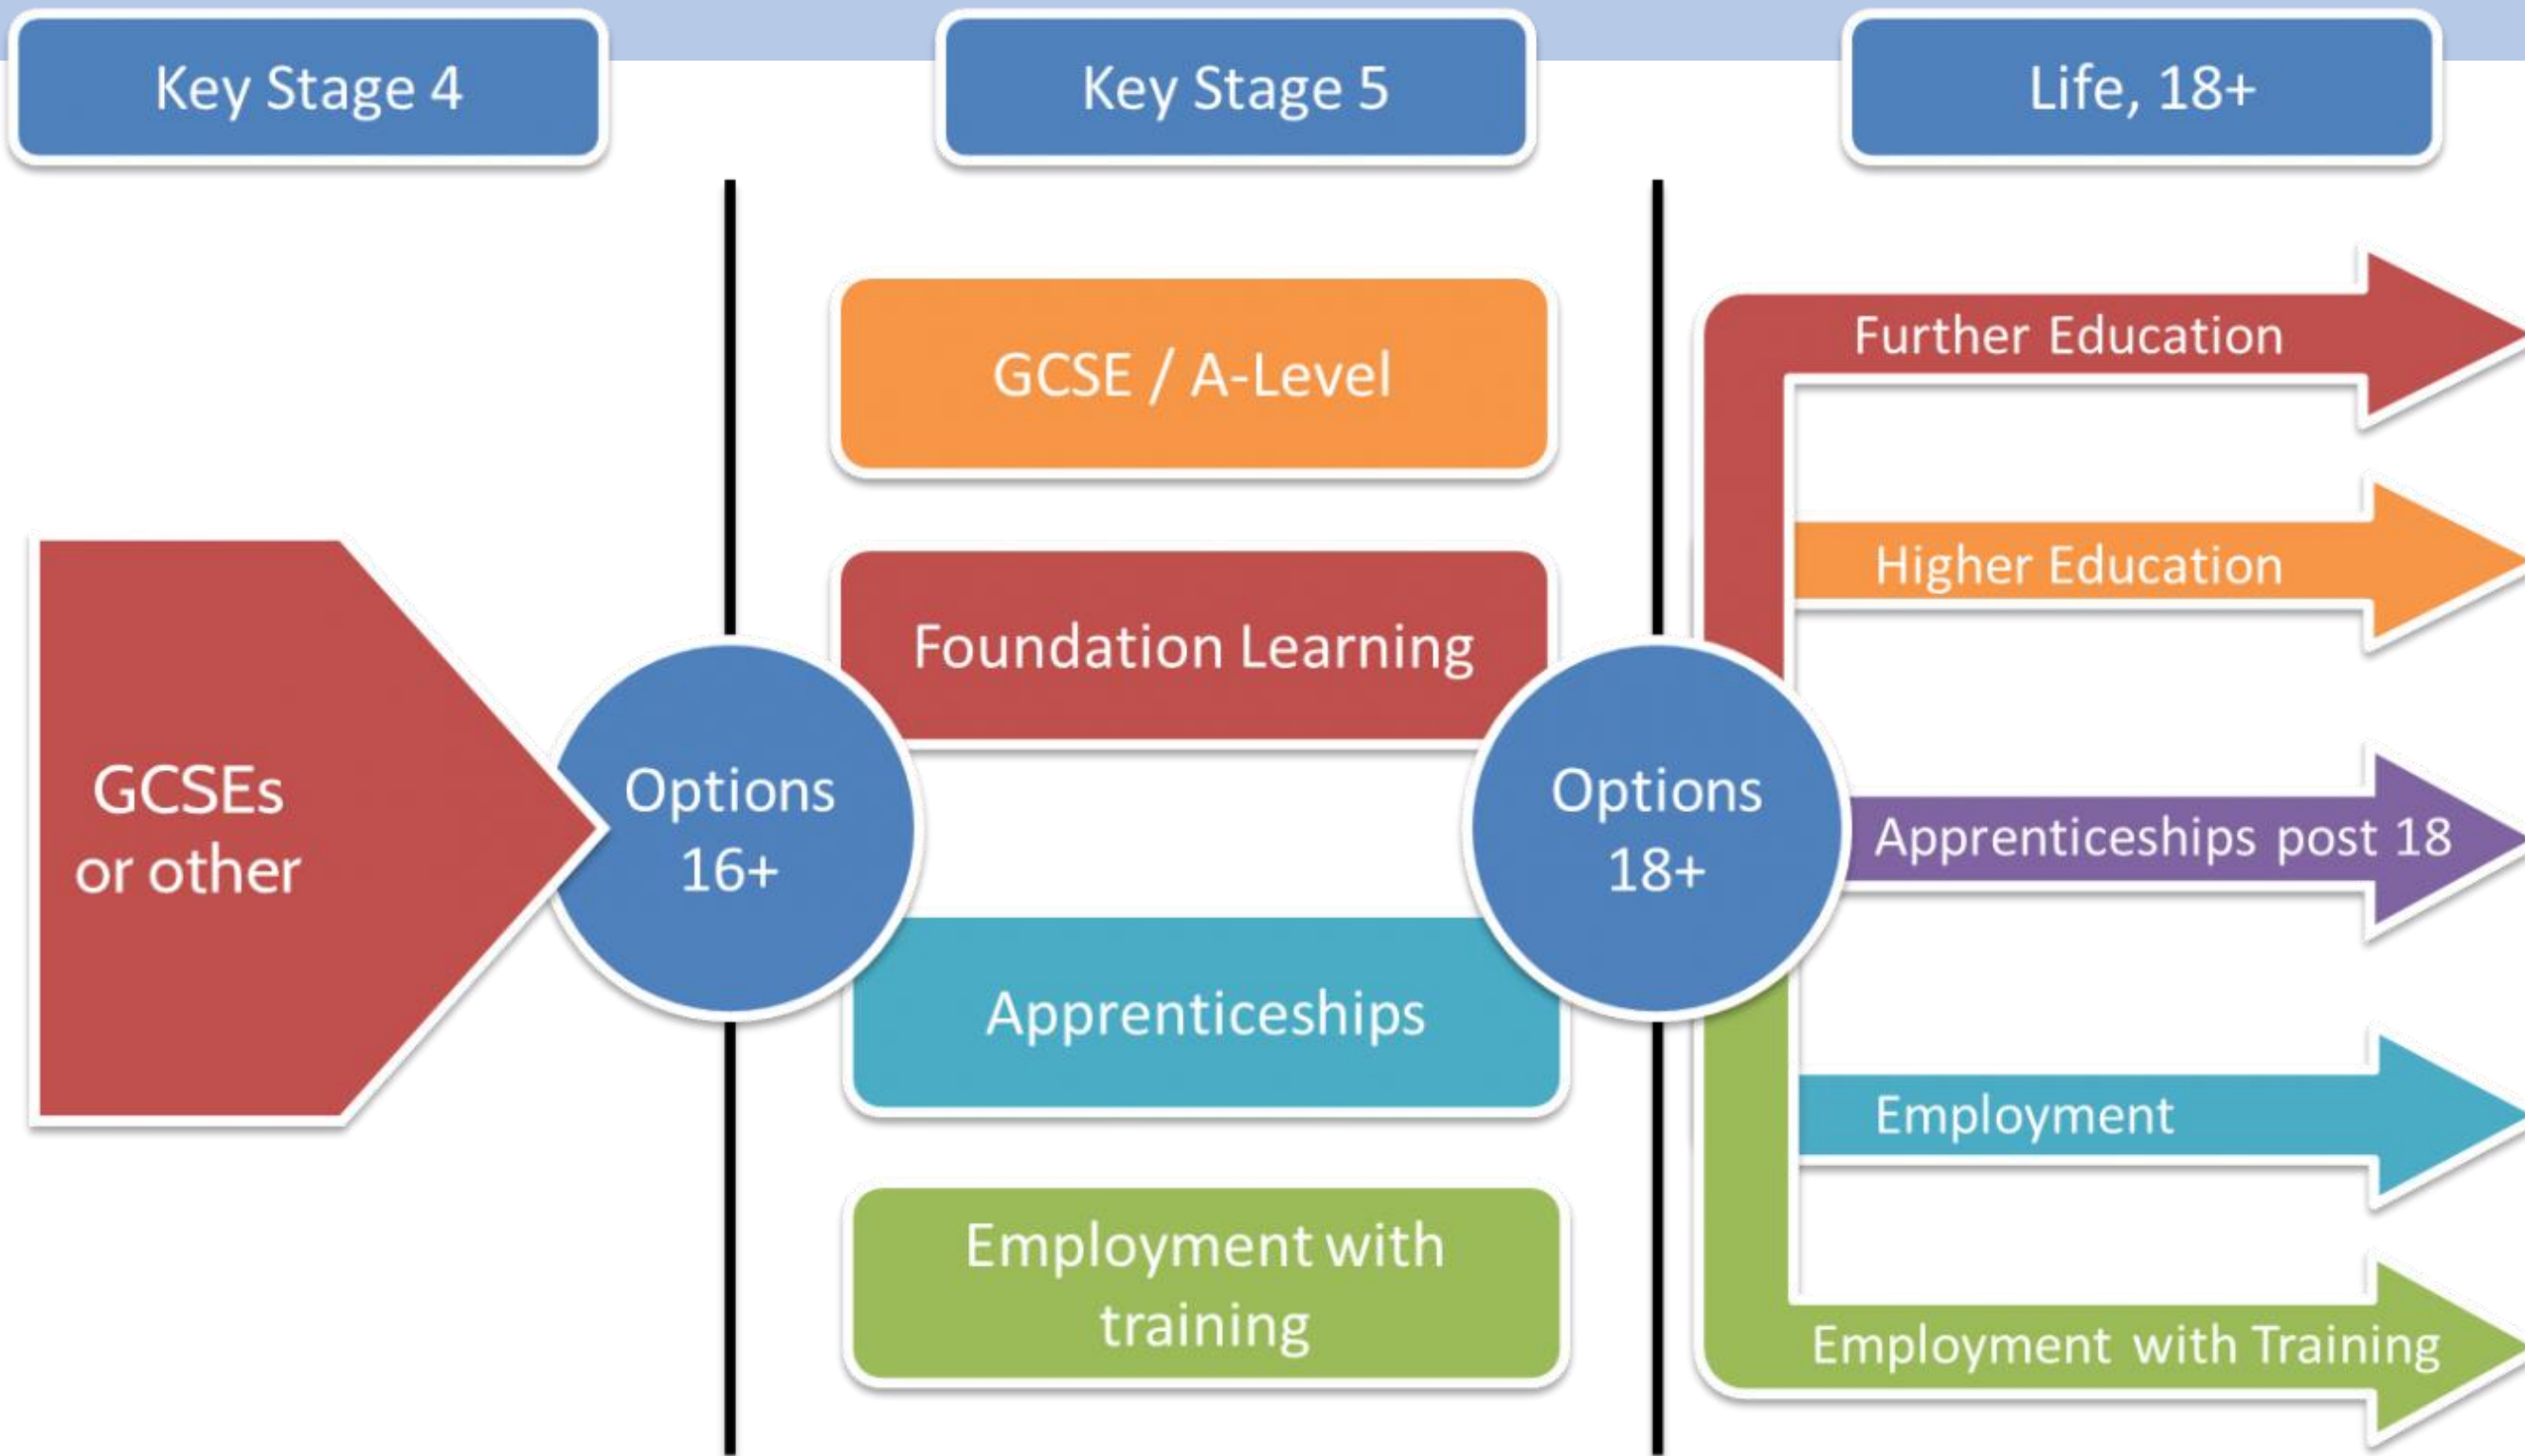 Key Stage 4
Key Stage 5
Life, 18+
GCSEs
or other
Options
16+
GCSE / A-Level
Foundation Learning
Apprenticeships
Employment with
training
Options
18+
Further Education
Higher Education
Apprenticeships post 18
Employment
Employment with Training